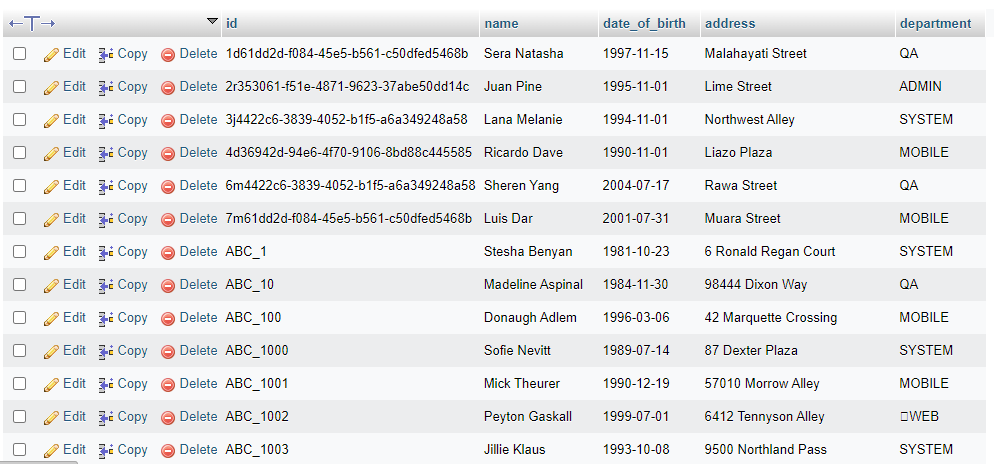 id name date_of_birth address department
Edit Copy Delete 1d61dd2d-f084-45e5-b561-c50dfed5468b Sera Natasha 1997-11-15 Malahayati Street QA
Edit Copy Delete 2r353061-f51e-4871-9623-37abe50dd14c Juan Pine 1995-11-01 Lime Street ADMIN
Edit Copy Delete 3j4422c6-3839-4052-b1f5-a6a349248a58 Lana Melanie 1994-11-01 Northwest Alley SYSTEM
Edit Copy Delete 4d36942d-94e6-4f70-9106-8bd88c445585 Ricardo Dave 1990-11-01 Liazo Plaza MOBILE
Edit Copy Delete 6m4422c6-3839-4052-b1f5-a6a349248a58 Sheren Yang 2004-07-17 Rawa Street QA
Edit Copy Delete 7m61dd2d-f084-45e5-b561-c50dfed5468b Luis Dar 2001-07-31 Muara Street MOBILE
Edit Copy Delete ABC_1 Stesha Benyan 1981-10-23 6 Ronald Regan Court SYSTEM
Edit Copy Delete ABC_10 Madeline Aspinal 1984-11-30 98444 Dixon Way QA
Edit Copy Delete ABC_100 Donaugh Adlem 1996-03-06 42 Marquette Crossing MOBILE
Edit Copy Delete ABC_1000 Sofie Nevitt 1989-07-14 87 Dexter Plaza SYSTEM
Edit Copy Delete ABC_1001 Mick Theurer 1990-12-19 57010 Morrow Alley MOBILE
Edit Copy Delete ABC_1002 Peyton Gaskall 1999-07-01 6412 Tennyson Alley WEB
Edit Copy Delete ABC_1003 Jillie Klaus 1993-10-08 9500 Northland Pass SYSTEM